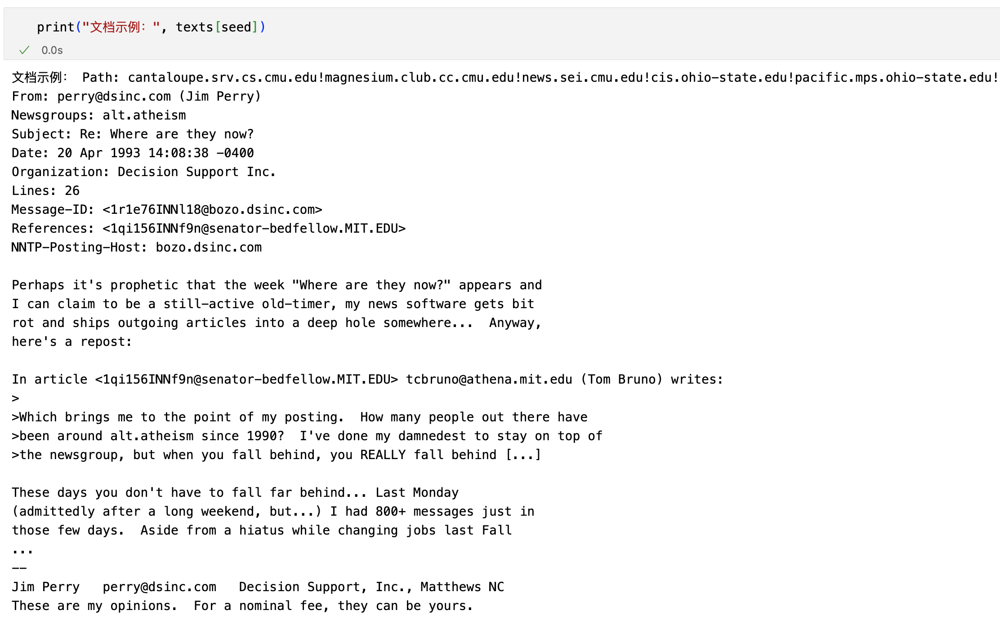 print("文档示例：", texts[seed])
0.0s
文档示例： Path: cantaloupe.srv.cs.cmu.edu!magnesium.club.cc.cmu.edu!news.sei.cmu.edu!cis.ohio-state.edu!pacific.mps.ohio-state.edu!
From: perry@dsinc.com (Jim Perry)
Newsgroups: alt.atheism
Subject: Re: Where are they now?
Date: 20 Apr 1993 14:08:38 -0400
Organization: Decision Support Inc.
Lines: 26
Message-ID: <1r1e76INNl18@bozo.dsinc.com>
References: <1qi156INNf9n@senator-bedfellow.MIT.EDU>
NNTP-Posting-Host: bozo.dsinc.com

Perhaps it's prophetic that the week "Where are they now?" appears and
I can claim to be a still-active old-timer, my news software gets bit
rot and ships outgoing articles into a deep hole somewhere...  Anyway,
here's a repost:

In article <1qi156INNf9n@senator-bedfellow.MIT.EDU> tcbruno@athena.mit.edu (Tom Bruno) writes:
>
>Which brings me to the point of my posting.  How many people out there have
>been around alt.atheism since 1990?  I've done my damnedest to stay on top of
>the newsgroup, but when you fall behind, you REALLY fall behind [...]

These days you don't have to fall far behind... Last Monday
(admittedly after a long weekend, but...) I had 800+ messages just in
those few days.  Aside from a hiatus while changing jobs last Fall
...
--
Jim Perry   perry@dsinc.com   Decision Support, Inc., Matthews NC
These are my opinions.  For a nominal fee, they can be yours.